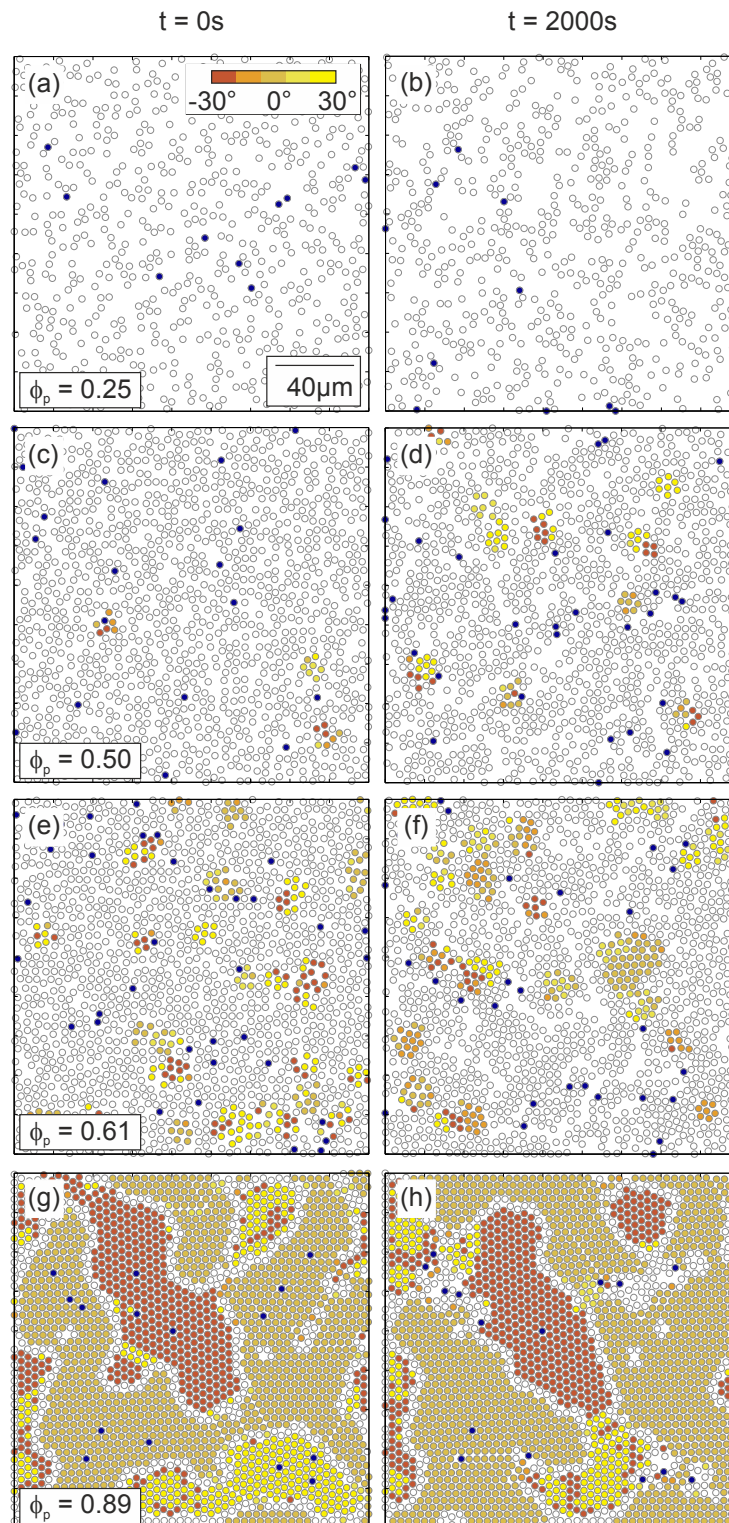 t = 0s
t = 2000s
(a)
-30° 0° 30°
(b)
ϕp = 0.25
40μm
(c)
(d)
ϕp = 0.50
(e)
(f)
ϕp = 0.61
(g)
(h)
ϕp = 0.89